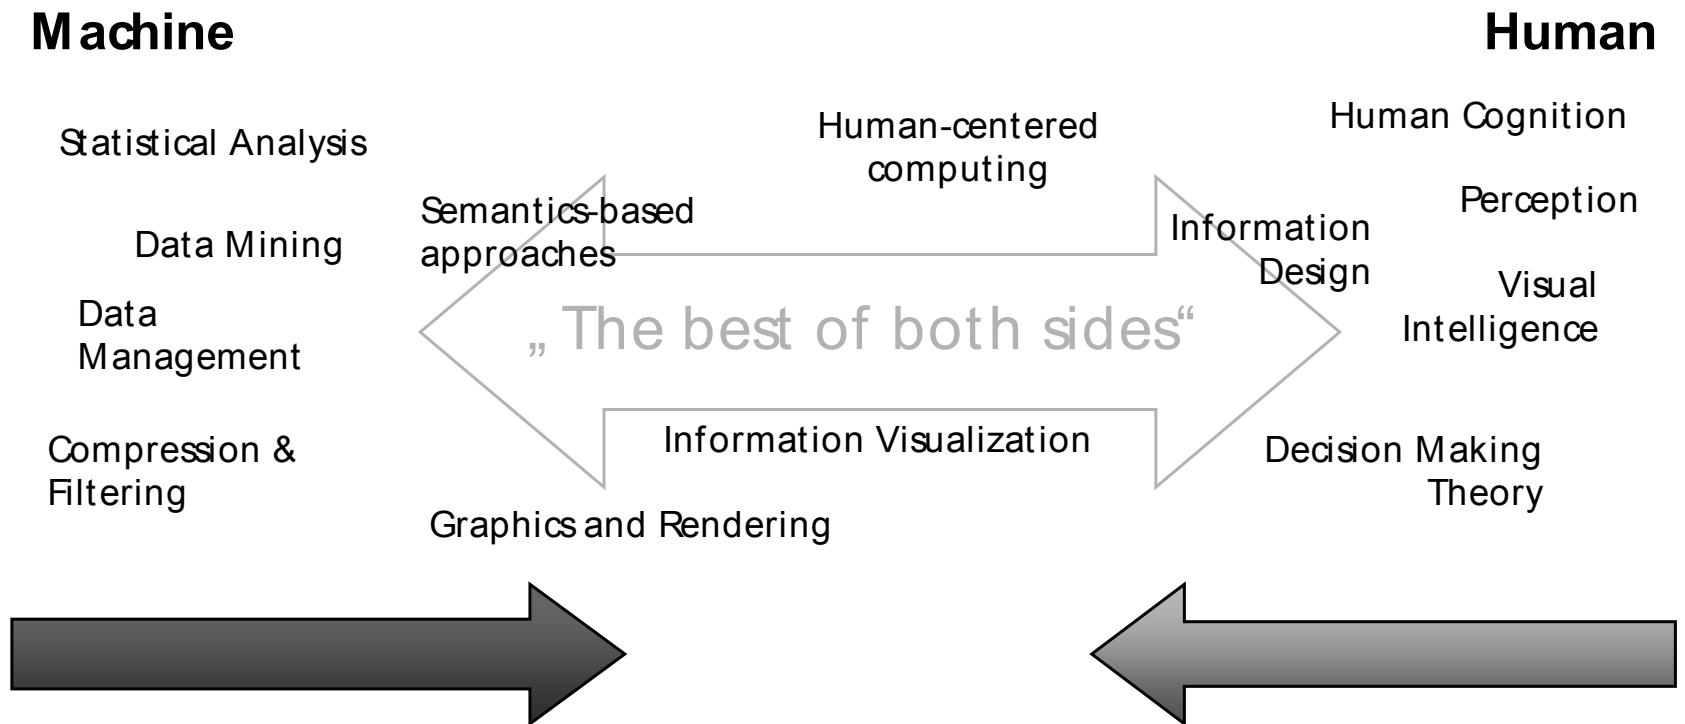 Machine
Human
Statistical Analysis
Data Mining
Data
Management
Compression &
Filtering
Semantics-based
approaches
Human-centered
computing
„ The best of both sides“
Information Visualization
Graphics and Rendering
Information
Design
Human Cognition
Perception
Visual
Intelligence
Decision Making
Theory